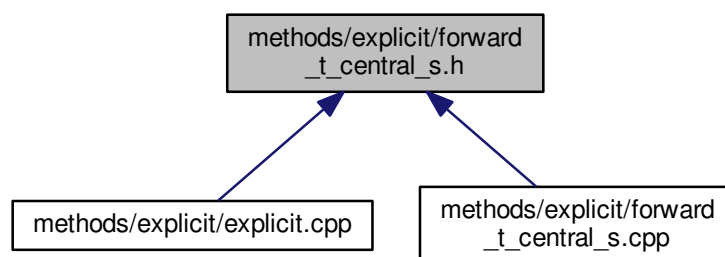 methods/explicit/forward
_t_central_s.h
methods/explicit/explicit.cpp
methods/explicit/forward
_t_central_s.cpp